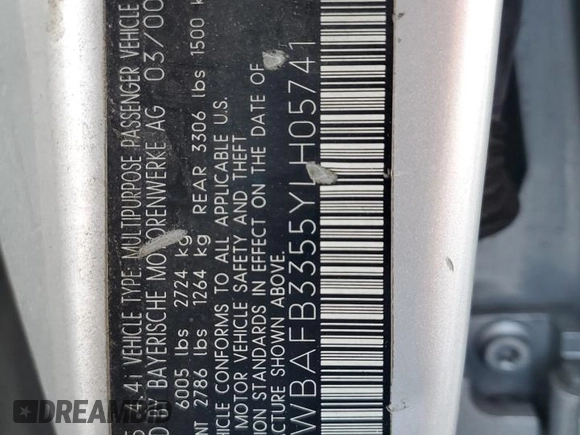 4.4i VEHICLE TYPE: MULTIPURPOSE PASSENGER VEHICLE
BAYERISCHE MOTORENWERKE AG 03/00
6005 lbs 2724 kg
2786 lbs 1264 kg REAR 3306 lbs 1500
CONFORMS TO ALL APPLICABLE U.S.
MOTOR VEHICLE SAFETY AND THEFT
STANDARDS IN EFFECT ON THE DATE OF
SHOWN ABOVE.
WBAFB3355YLH05741
DREAMBID